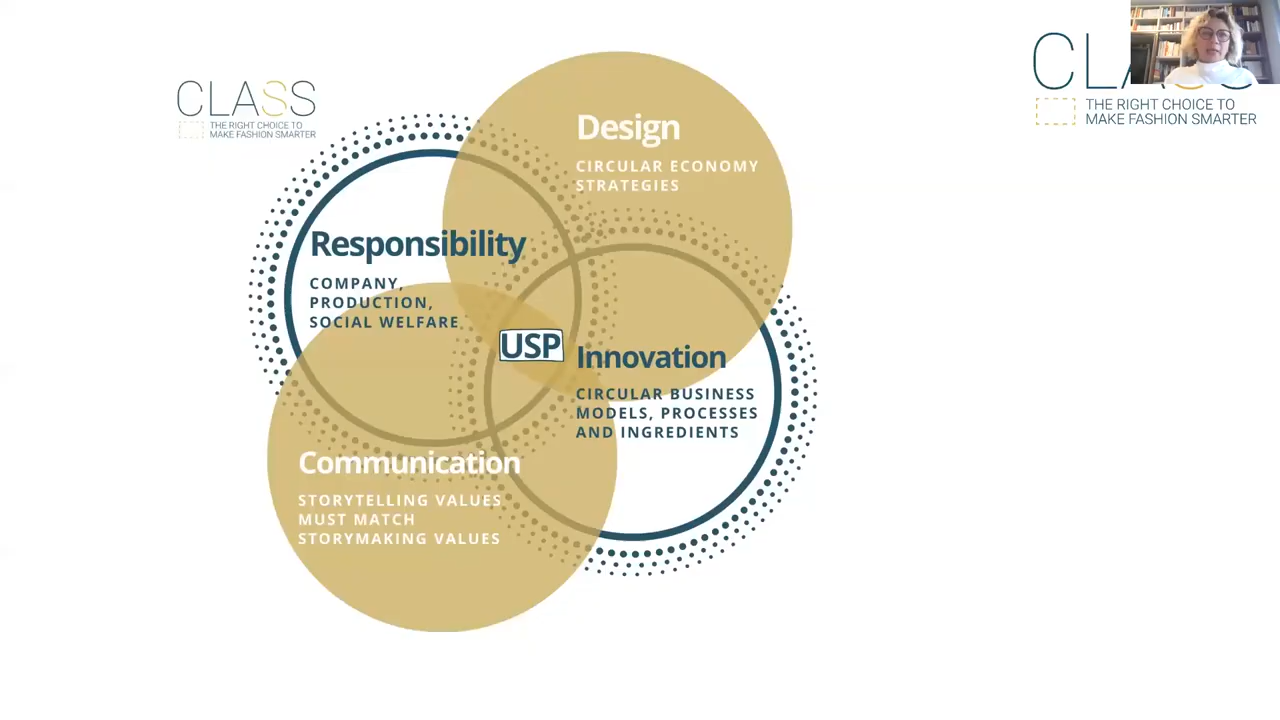 CLASS
THE RIGHT CHOICE TO
MAKE FASHION SMARTER
Design
CIRCULAR ECONOMY
STRATEGIES
Responsibility
COMPANY,
PRODUCTION,
SOCIAL WELFARE
USP
Innovation
CIRCULAR BUSINESS
MODELS, PROCESSES
AND INGREDIENTS
Communication
STORYTELLING VALUES
MUST MATCH
STORYMAKING VALUES
THE RIGHT CHOICE TO
MAKE FASHION SMARTER